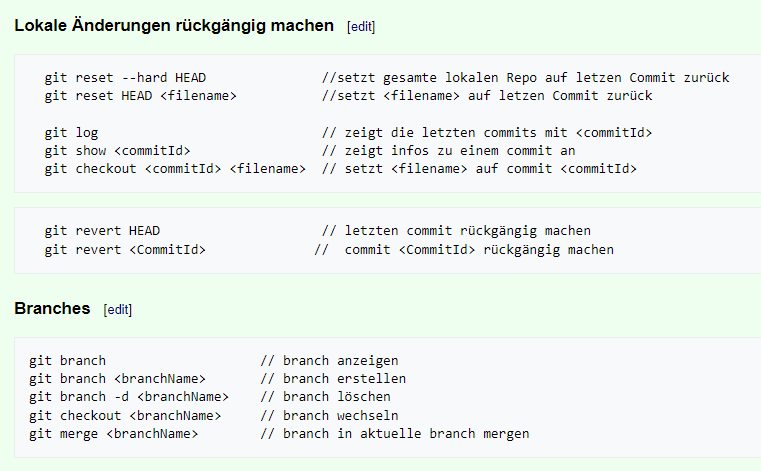 Lokale Änderungen rückgängig machen [edit]
git reset --hard HEAD //setzt gesamte lokalen Repo auf letzen Commit zurück
git reset HEAD <filename> //setzt <filename> auf letzen Commit zurück
git log // zeigt die letzten commits mit <commitId>
git show <commitId> // zeigt infos zu einem commit an
git checkout <commitId> <filename> // setzt <filename> auf commit <commitId>
git revert HEAD // letzten commit rückgängig machen
git revert <CommitId> // commit <CommitId> rückgängig machen
Branches [edit]
git branch // branch anzeigen
git branch <branchName> // branch erstellen
git branch -d <branchName> // branch löschen
git checkout <branchName> // branch wechseln
git merge <branchName> // branch in aktuelle branch mergen